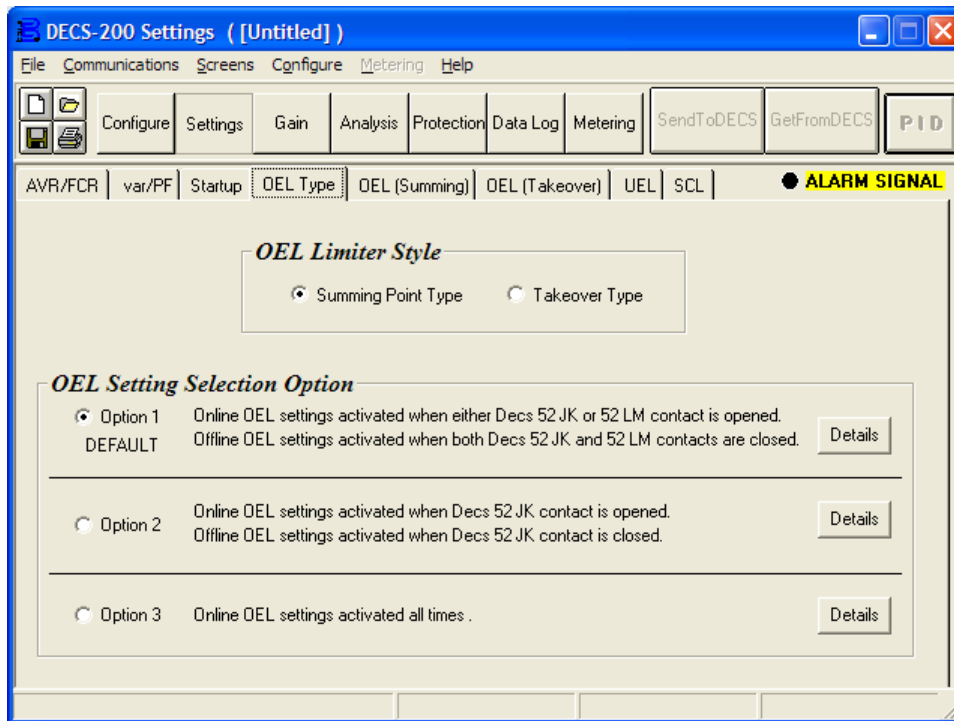 DECS-200 Settings ( [Untitled] )
File Communications Screens Configure Metering Help
Configure Settings Gain Analysis Protection Data Log Metering SendToDECS GetFromDECS PID
AVR/FCR var/PF Startup OEL Type OEL (Summing) OEL (Takeover) UEL SCL ALARM SIGNAL
OEL Limiter Style
Summing Point Type Takeover Type
OEL Setting Selection Option
Option 1 Online OEL settings activated when either Decs 52 JK or 52 LM contact is opened.
DEFAULT Offline OEL settings activated when both Decs 52 JK and 52 LM contacts are closed. Details
Option 2 Online OEL settings activated when Decs 52 JK contact is opened.
Offline OEL settings activated when Decs 52 JK contact is closed. Details
Option 3 Online OEL settings activated all times . Details